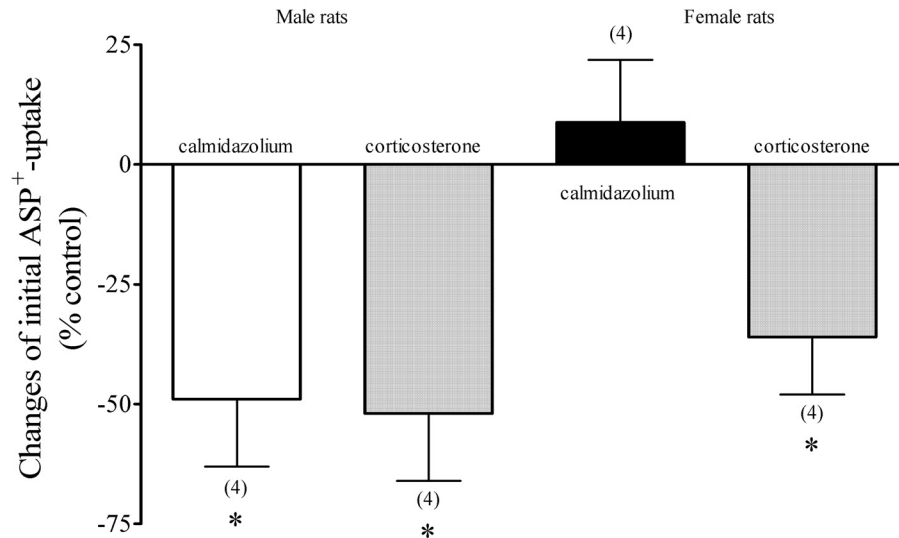 Male rats
Female rats
Changes of initial ASP+-uptake
(% control)
25
0
-25
-50
-75
calmidazolium
corticosterone
calmidazolium
corticosterone
(4)
(4)
(4)
(4)
*
*
*